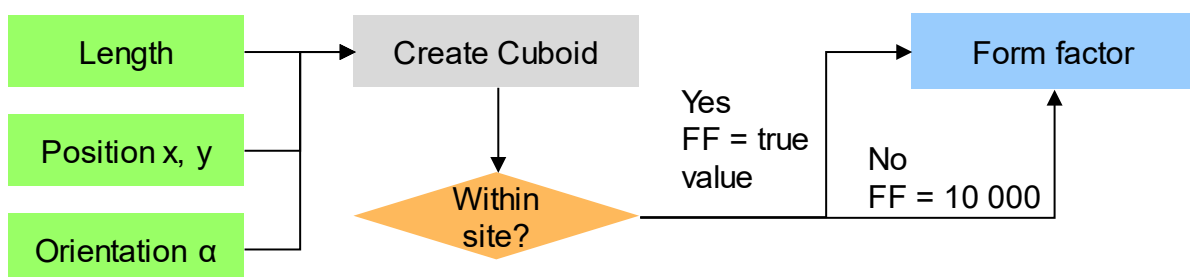 Length
Create Cuboid
Form factor
Position x, y
Orientation α
Within
site?
Yes
FF = true
value
No
FF = 10 000